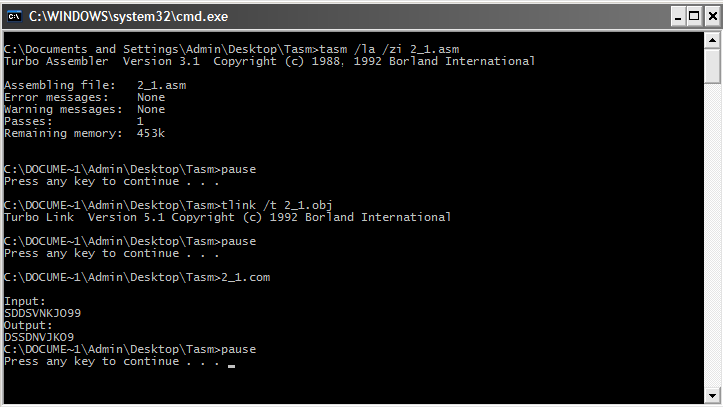 C:\WINDOWS\system32\cmd.exe
C:\Documents and Settings\Admin\Desktop\Tasm>tasm /la /zi 2_1.asm
Turbo Assembler  Version 3.1  Copyright (c) 1988, 1992 Borland International
Assembling file:   2_1.asm
Error messages:    None
Warning messages:  None
Passes:            1
Remaining memory:  453k
C:\DOCUME~1\Admin\Desktop\Tasm>pause
Press any key to continue . . .
C:\DOCUME~1\Admin\Desktop\Tasm>tlink /t 2_1.obj
Turbo Link  Version 5.1 Copyright (c) 1992 Borland International
C:\DOCUME~1\Admin\Desktop\Tasm>pause
Press any key to continue . . .
C:\DOCUME~1\Admin\Desktop\Tasm>2_1.com
Input:
SDDSVNKJO99
Output:
DSSDNVJKO9
C:\DOCUME~1\Admin\Desktop\Tasm>pause
Press any key to continue . . . _